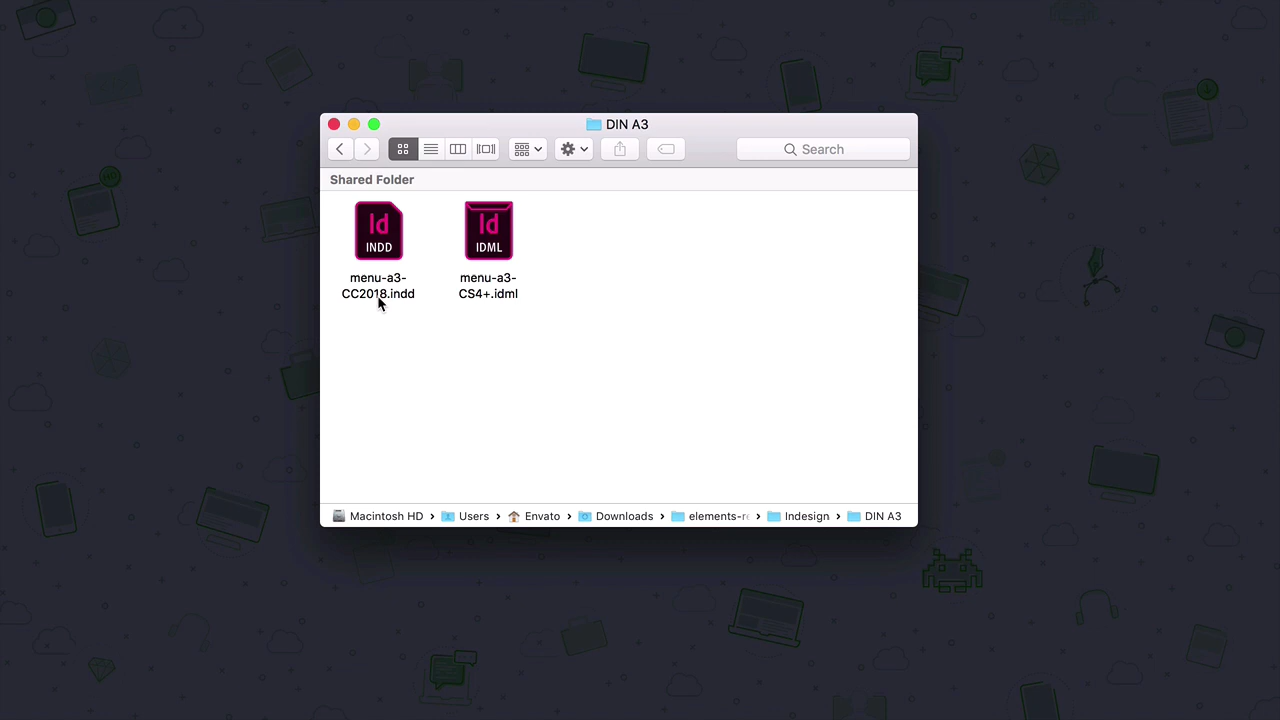 DIN A3
Search
Shared Folder
Id
INDD
Id
IDML
menu-a3-
CC2018.indd
menu-a3-
CS4+.idml
Macintosh HD › Users › Envato › Downloads › elements-re › Indesign › DIN A3